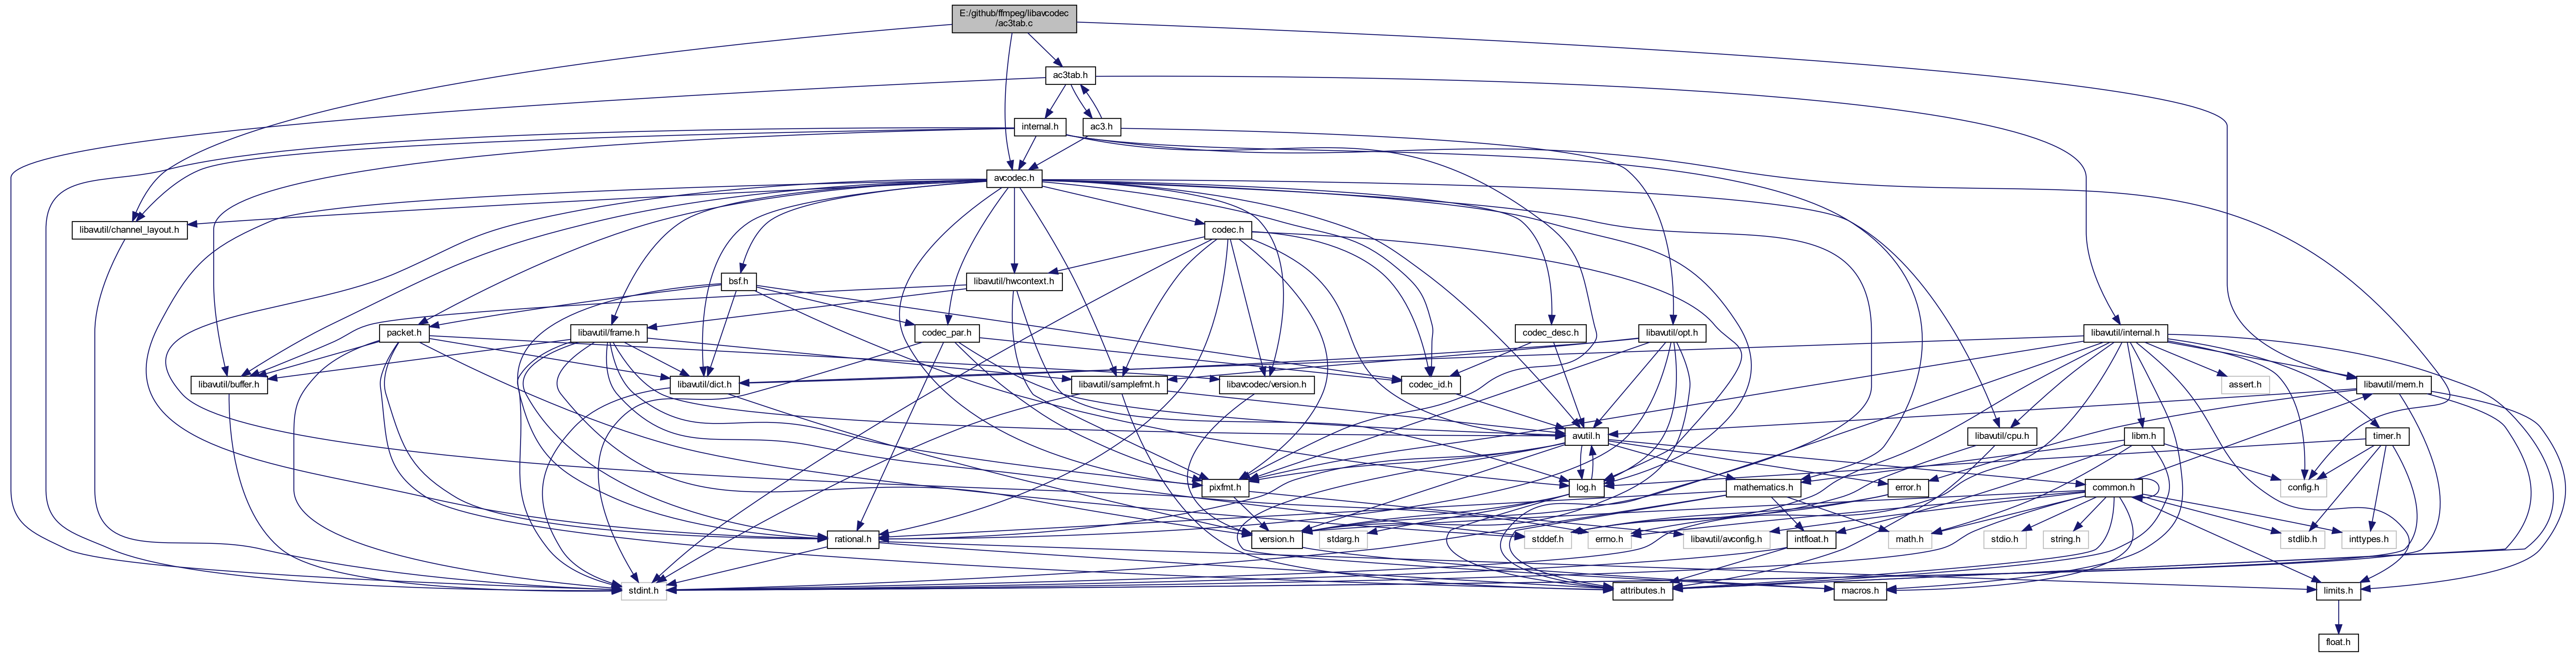 E:/github/ffmpeg/libavcodec
/ac3tab.c
ac3tab.h
internal.h
ac3.h
avcodec.h
libavutil/channel_layout.h
codec.h
bsf.h
libavutil/hwcontext.h
packet.h
libavutil/frame.h
codec_par.h
codec_desc.h
libavutil/opt.h
libavutil/internal.h
libavutil/buffer.h
libavutil/dict.h
libavutil/samplefmt.h
libavcodec/version.h
codec_id.h
assert.h
libavutil/mem.h
avutil.h
libavutil/cpu.h
libm.h
timer.h
pixfmt.h
log.h
mathematics.h
error.h
common.h
config.h
rational.h
version.h
stdarg.h
stddef.h
errno.h
libavutil/avconfig.h
intfloat.h
math.h
stdio.h
string.h
stdlib.h
inttypes.h
stdint.h
attributes.h
macros.h
limits.h
float.h